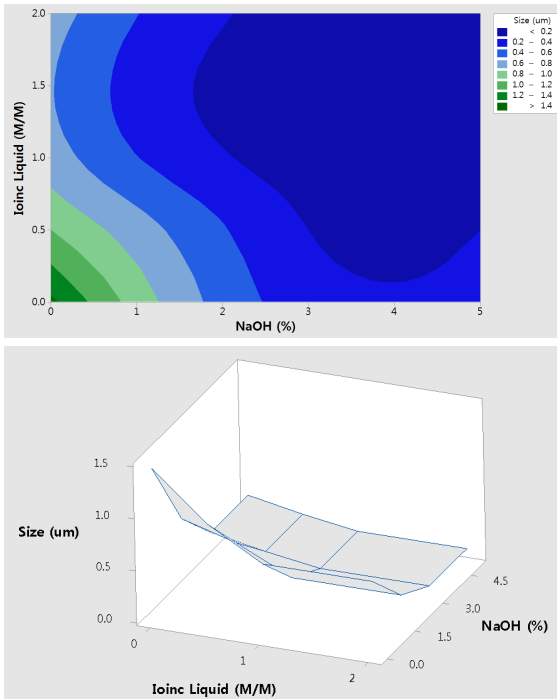 2.0
1.5
1.0
0.5
0.0
Ioinc Liquid (M/M)
0 1 2 3 4 5
NaOH (%)
Size (um)
< 0.2
0.2 – 0.4
0.4 – 0.6
0.6 – 0.8
0.8 – 1.0
1.0 – 1.2
1.2 – 1.4
> 1.4
1.5
1.0
0.5
0.0
Size (um)
0
1
2
Ioinc Liquid (M/M)
0.0
1.5
3.0
4.5
NaOH (%)